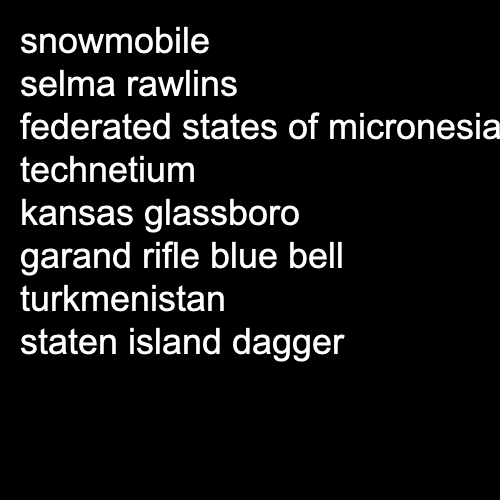 snowmobile
selma rawlins
federated states of micronesia
technetium
kansas glassboro
garand rifle blue bell
turkmenistan
staten island dagger